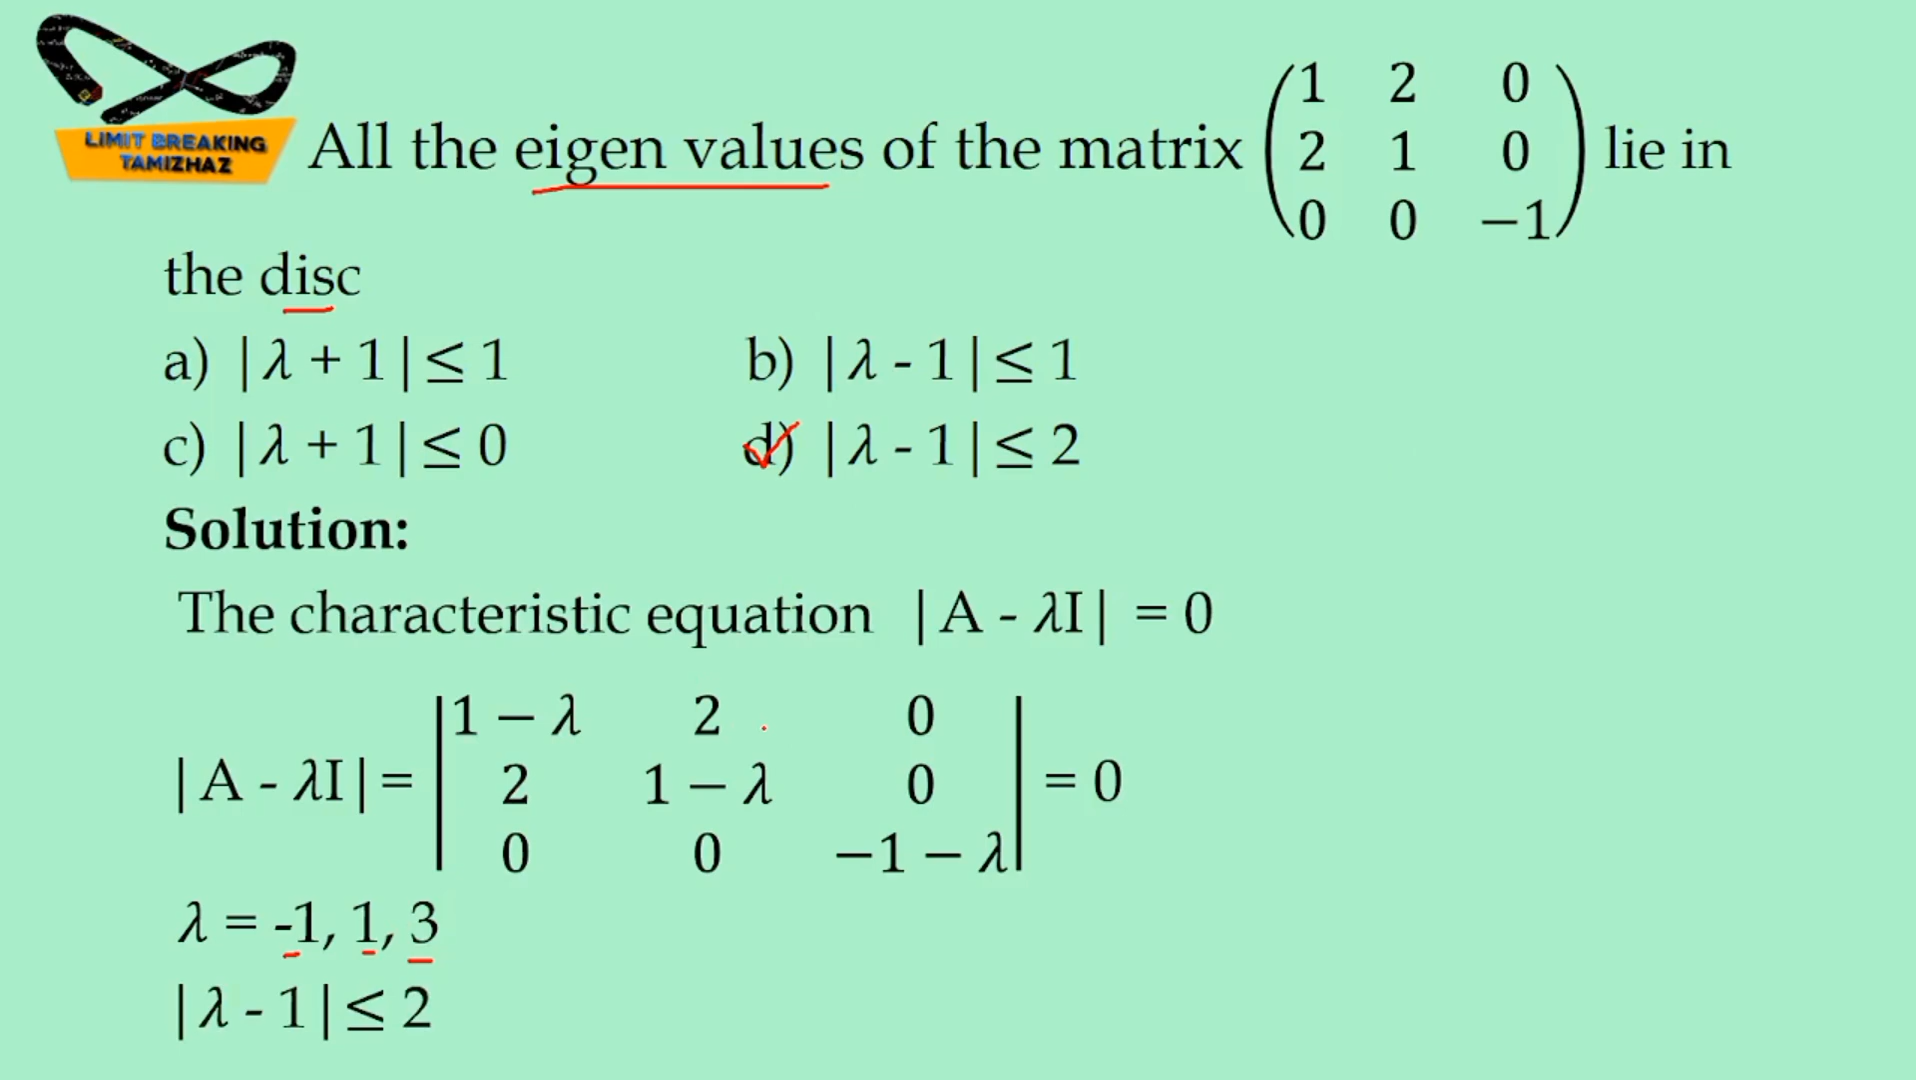 LIMIT BREAKING
TAMIZHAZ
All the eigen values of the matrix (1 2 0
2 1 0
0 0 −1) lie in
the disc
a) |λ + 1| ≤ 1 b) |λ - 1| ≤ 1
c) |λ + 1| ≤ 0 d) |λ - 1| ≤ 2
Solution:
The characteristic equation |A - λI| = 0
|A - λI| = |1 − λ 2 0
2 1 − λ 0
0 0 −1 − λ| = 0
λ = -1, 1, 3
|λ - 1| ≤ 2